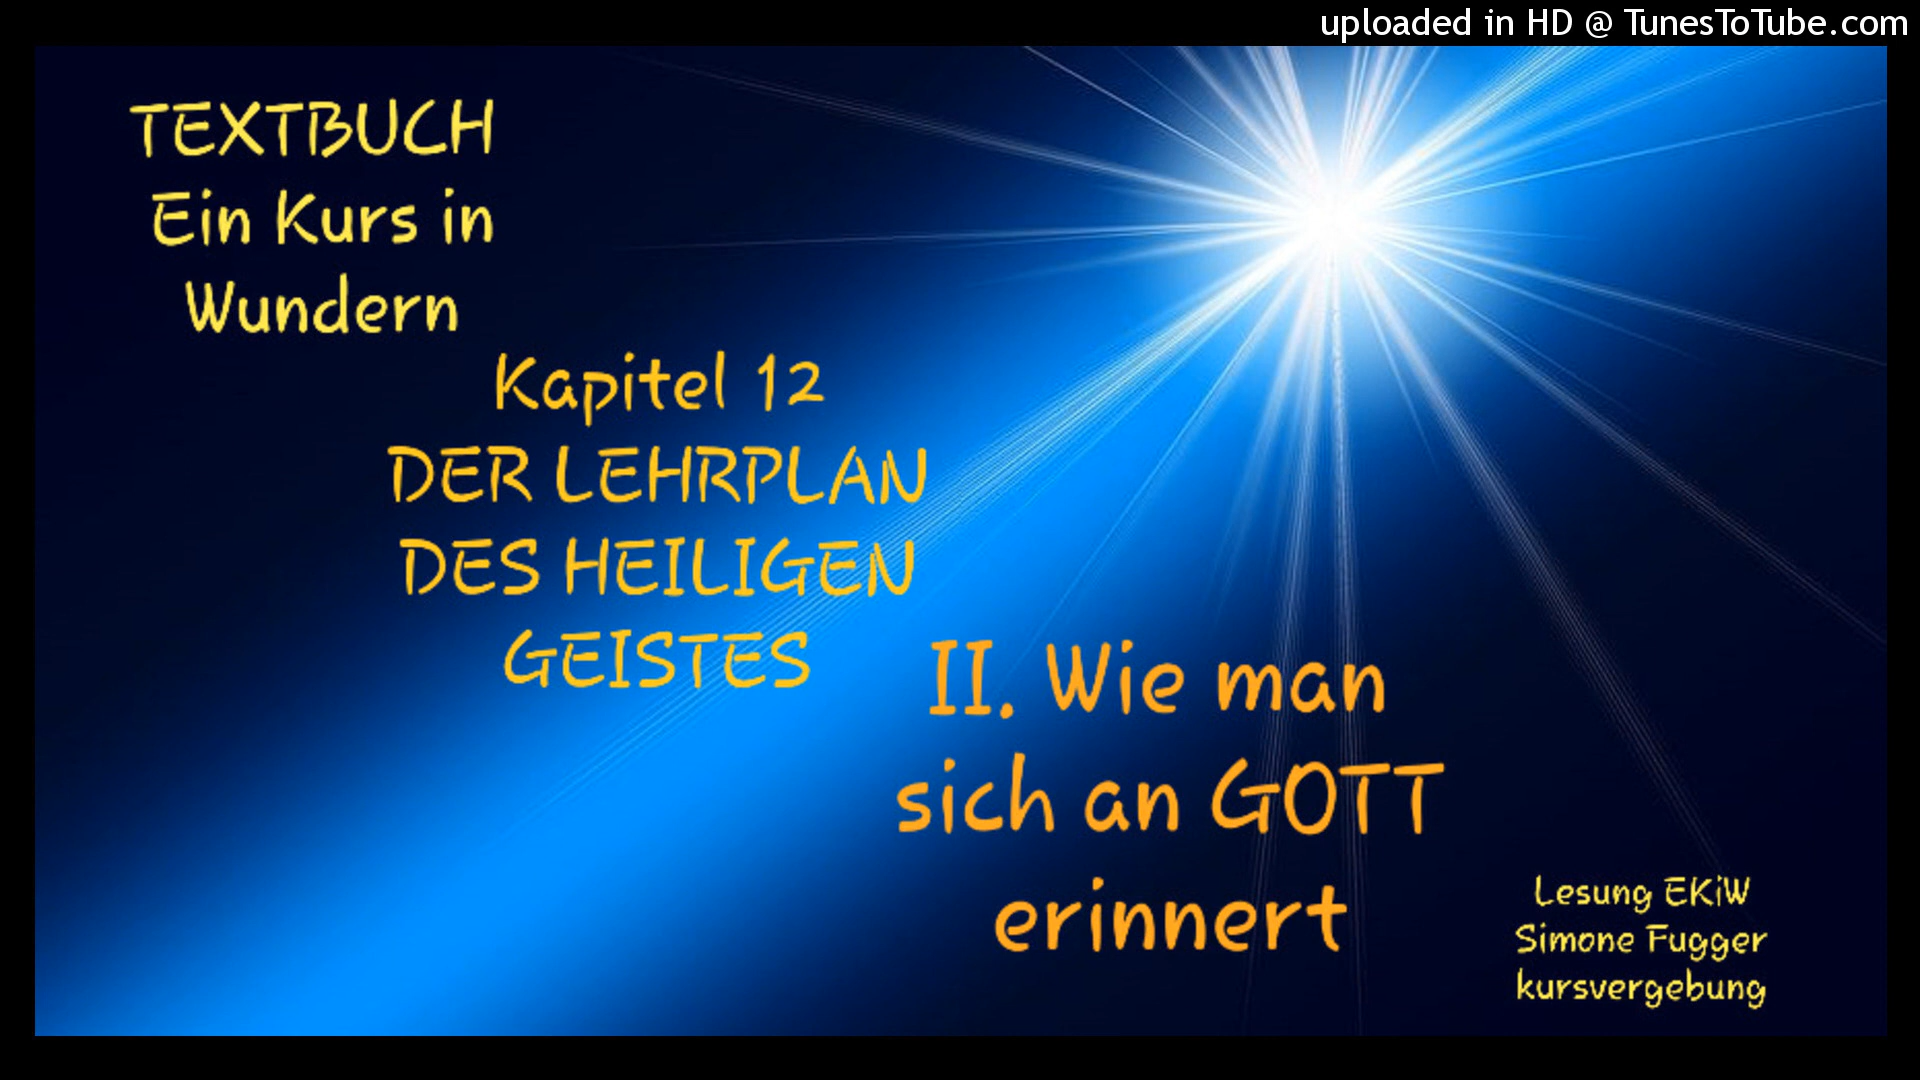 uploaded in HD @ TunesToTube.com
TEXTBUCH
Ein Kurs in
Wundern
Kapitel 12
DER LEHRPLAN
DES HEILIGEN
GEISTES
II. Wie man
sich an GOTT
erinnert
Lesung EKiW
Simone Fugger
kursvergebung